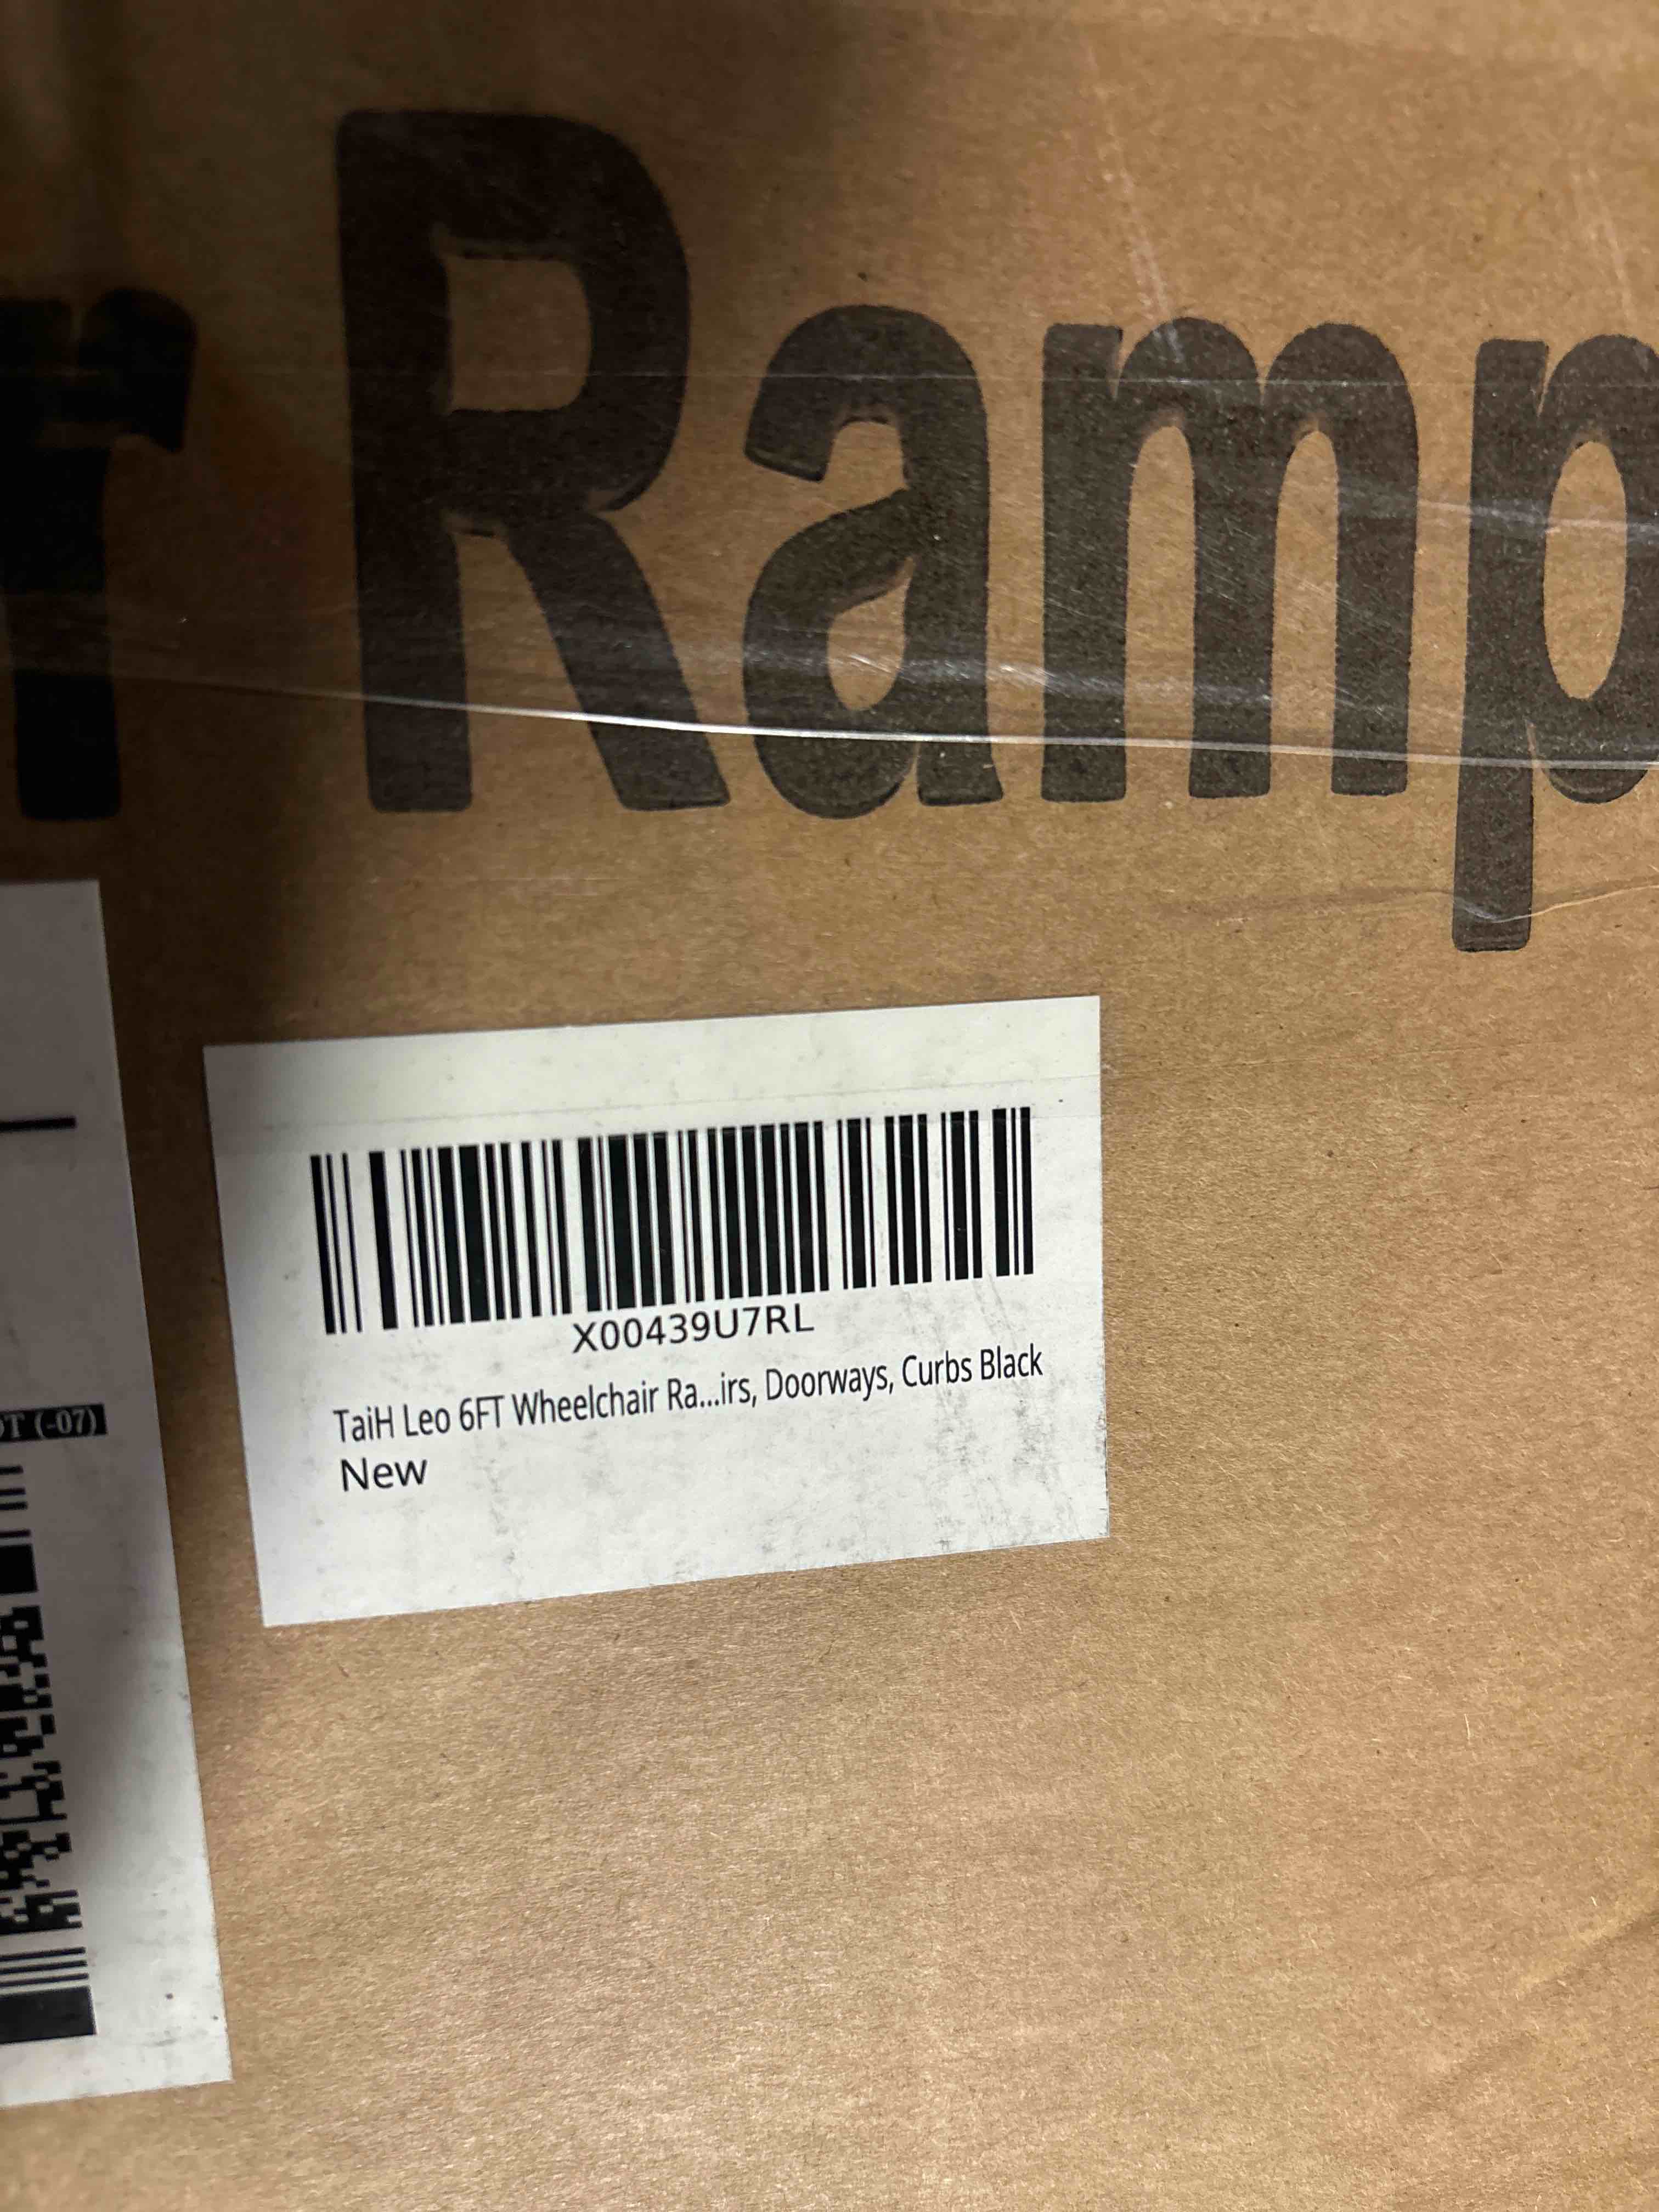 r Ramp
X00439U7RL
TaiH Leo 6FT Wheelchair Ra...irs, Doorways, Curbs Black
New
(-07)